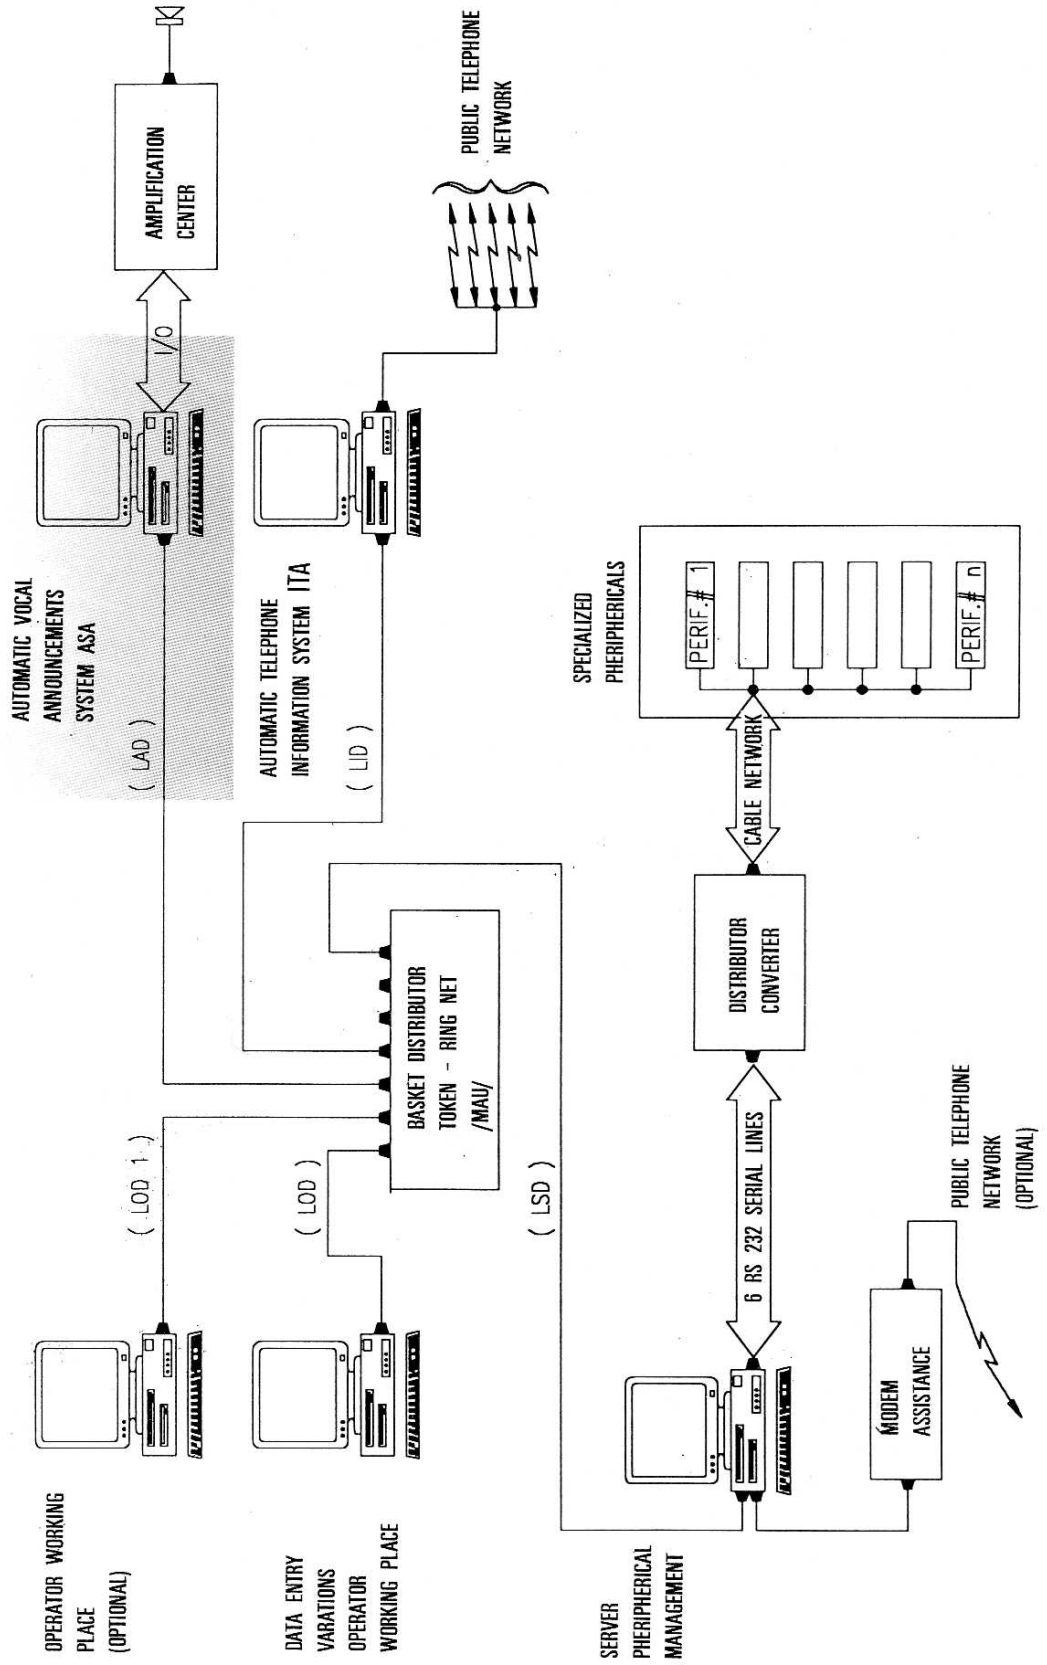 OPERATOR WORKING
PLACE
(OPTIONAL)
( LOD 1 )
AUTOMATIC VOCAL
ANNOUNCEMENTS
SYSTEM ASA
( LAD )
I/O
AMPLIFICATION
CENTER
DATA ENTRY
VARATIONS
OPERATOR
WORKING PLACE
( LOD )
AUTOMATIC TELEPHONE
INFORMATION SYSTEM ITA
( LID )
PUBLIC TELEPHONE
NETWORK
BASKET DISTRIBUTOR
TOKEN - RING NET
/MAU/
( LSD )
SERVER
PHERIPHERICAL
MANAGEMENT
6 RS 232 SERIAL LINES
DISTRIBUTOR
CONVERTER
CABLE NETWORK
SPECIALIZED
PHERIPHERICALS
PERIF.# 1
PERIF.# n
MODEM
ASSISTANCE
PUBLIC TELEPHONE
NETWORK
(OPTIONAL)